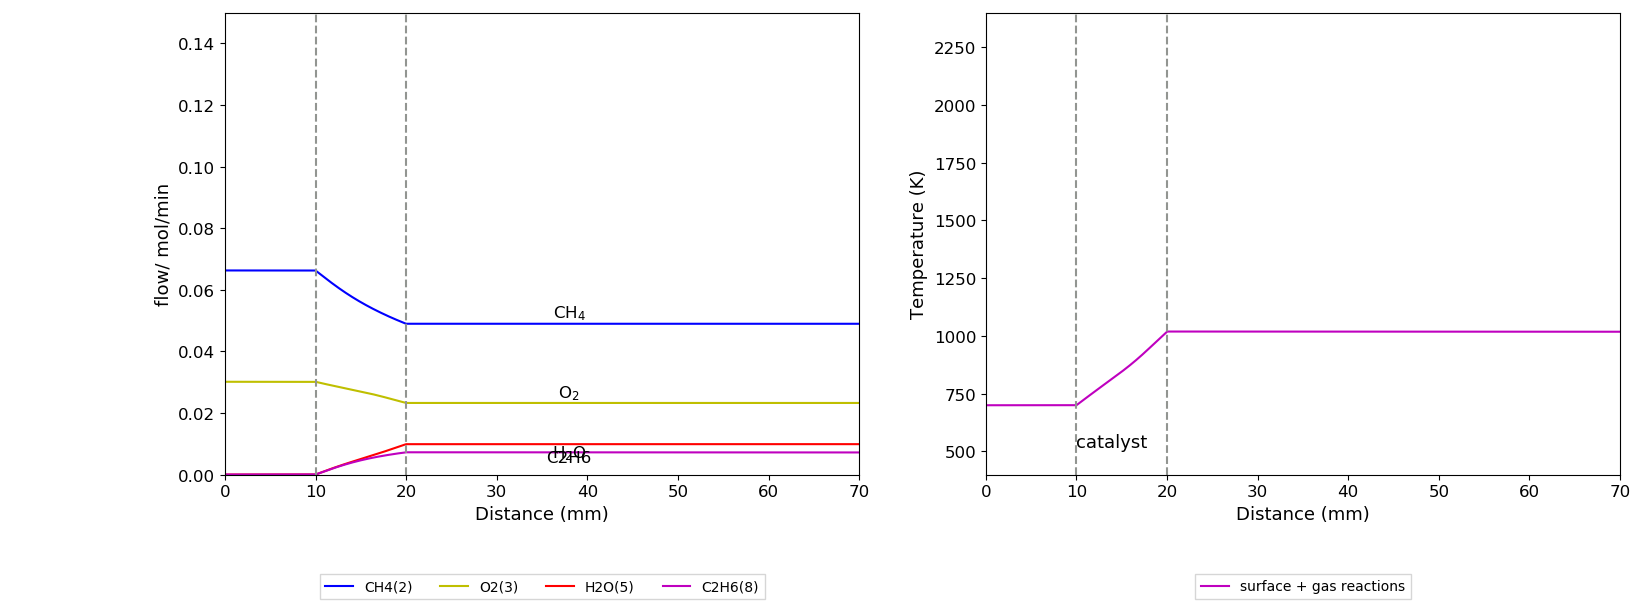 0.14
0.12
0.10
0.08
0.06
0.04
0.02
0.00
flow/ mol/min
CH4
O2
H2O
C2H6
0 10 20 30 40 50 60 70
Distance (mm)
CH4(2) O2(3) H2O(5) C2H6(8)
2250
2000
1750
1500
1250
1000
750
500
Temperature (K)
catalyst
0 10 20 30 40 50 60 70
Distance (mm)
surface + gas reactions